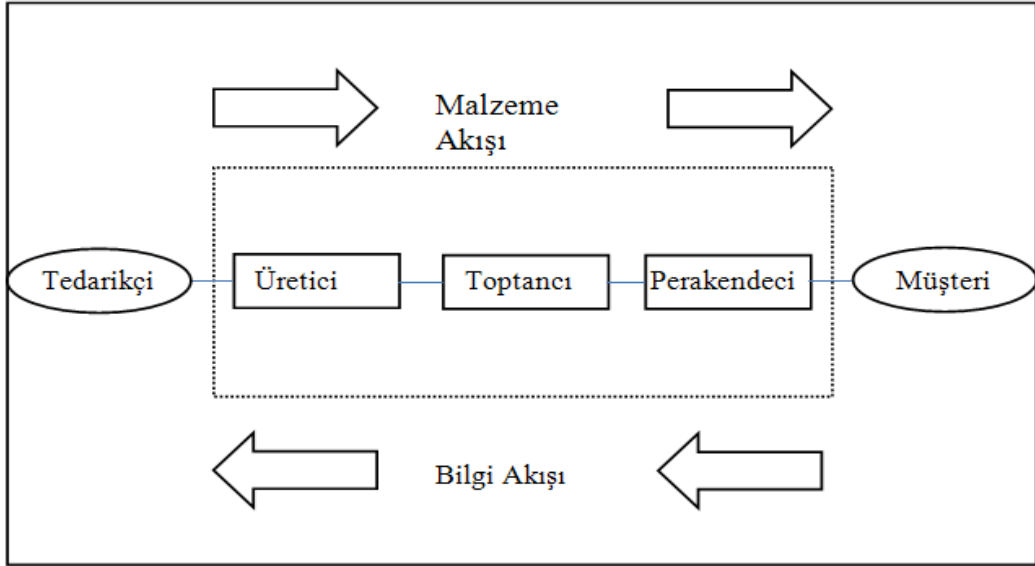 Malzeme
Akışı
Tedarikçi Üretici Toptancı Perakendeci Müşteri
Bilgi Akışı